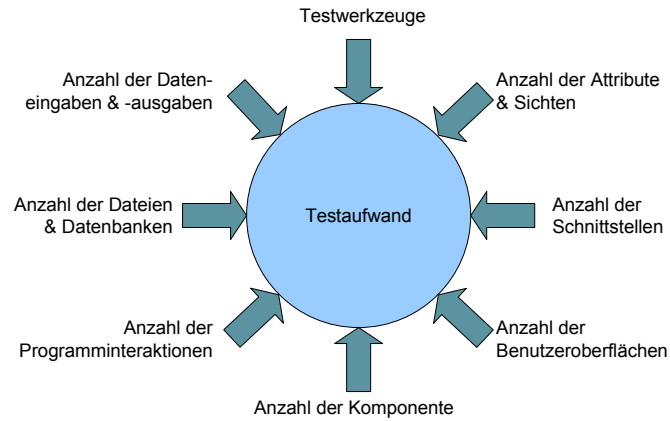 Testwerkzeuge
Anzahl der Daten-
eingaben & -ausgaben
Anzahl der Attribute
& Sichten
Anzahl der Dateien
& Datenbanken
Testaufwand
Anzahl der
Schnittstellen
Anzahl der
Programminteraktionen
Anzahl der
Benutzeroberflächen
Anzahl der Komponente